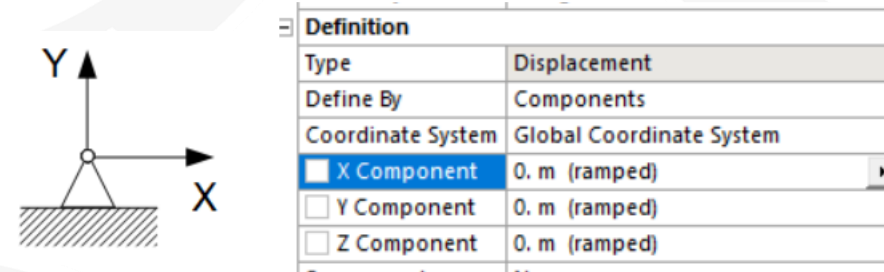 Y
X
Definition
Type Displacement
Define By Components
Coordinate System Global Coordinate System
X Component 0. m (ramped)
Y Component 0. m (ramped)
Z Component 0. m (ramped)